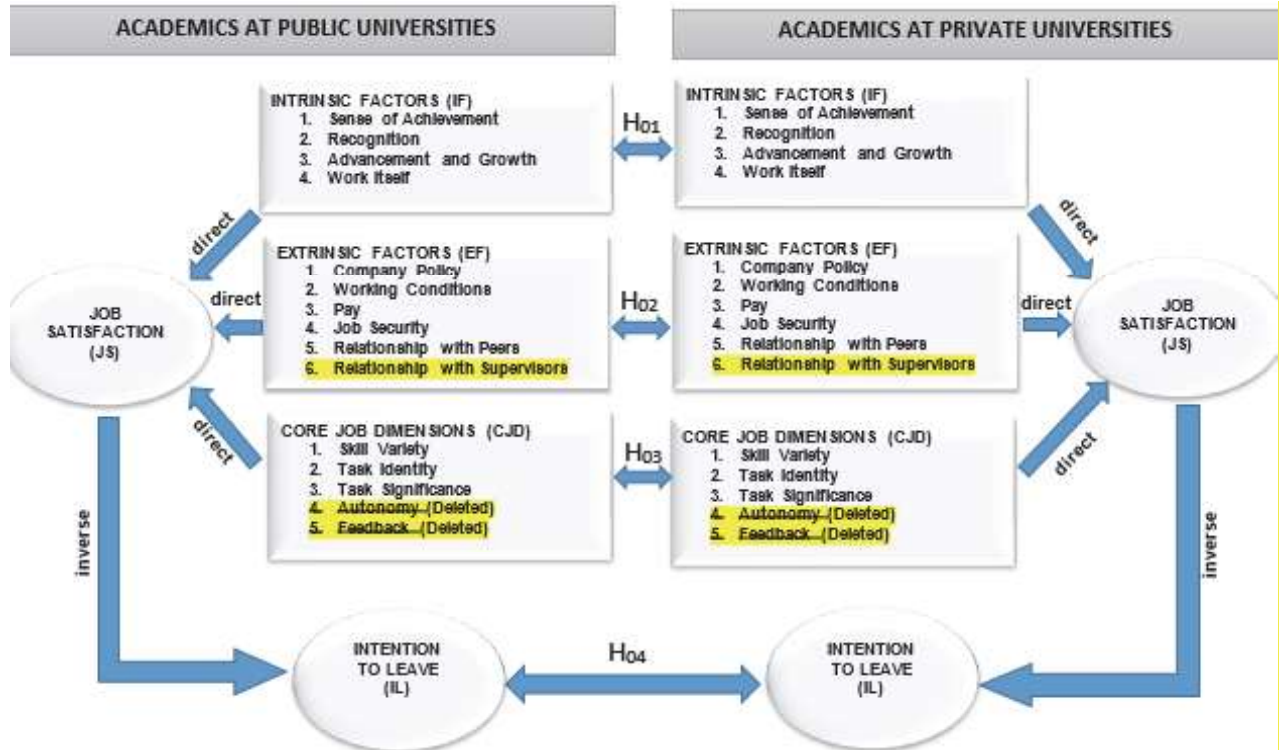 ACADEMICS AT PUBLIC UNIVERSITIES
ACADEMICS AT PRIVATE UNIVERSITIES
INTRINSIC FACTORS (IF)
1. Sense of Achievement
2. Recognition
3. Advancement and Growth
4. Work Itself
H01
INTRINSIC FACTORS (IF)
1. Sense of Achievement
2. Recognition
3. Advancement and Growth
4. Work Itself
direct
direct
EXTRINSIC FACTORS (EF)
1. Company Policy
2. Working Conditions
3. Pay
4. Job Security
5. Relationship with Peers
6. Relationship with Supervisors
H02
EXTRINSIC FACTORS (EF)
1. Company Policy
2. Working Conditions
3. Pay
4. Job Security
5. Relationship with Peers
6. Relationship with Supervisors
JOB
SATISFACTION
(JS)
direct
direct
JOB
SATISFACTION
(JS)
direct
CORE JOB DIMENSIONS (CJD)
1. Skill Variety
2. Task Identity
3. Task Significance
4. Autonomy (Deleted)
5. Feedback (Deleted)
H03
CORE JOB DIMENSIONS (CJD)
1. Skill Variety
2. Task Identity
3. Task Significance
4. Autonomy (Deleted)
5. Feedback (Deleted)
direct
inverse
inverse
INTENTION
TO LEAVE
(IL)
H04
INTENTION
TO LEAVE
(IL)